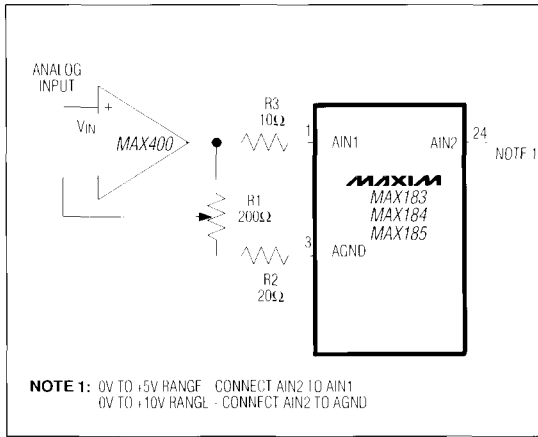 ANALOG
INPUT
+
VIN
-
MAX400
R3
10Ω
R1
200Ω
R2
20Ω
1
AIN1
AIN2
24
NOTE 1
MAXIM
MAX183
MAX184
MAX185
3
AGND
NOTE 1: 0V TO +5V RANGE - CONNECT AIN2 TO AIN1
0V TO +10V RANGL - CONNFCT AIN2 TO AGND